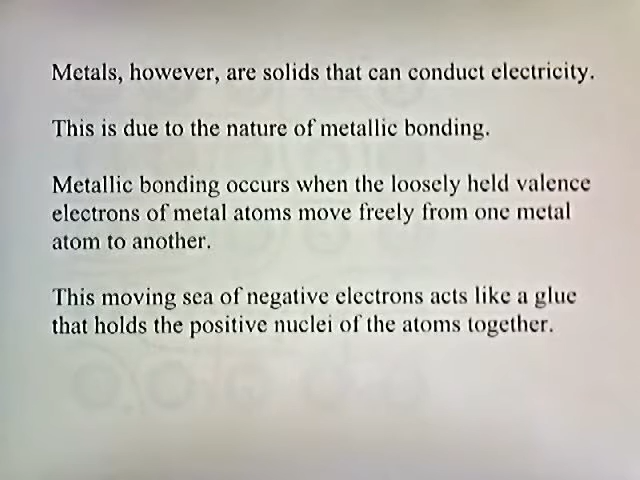 Metals, however, are solids that can conduct electricity.
This is due to the nature of metallic bonding.
Metallic bonding occurs when the loosely held valence
electrons of metal atoms move freely from one metal
atom to another.
This moving sea of negative electrons acts like a glue
that holds the positive nuclei of the atoms together.